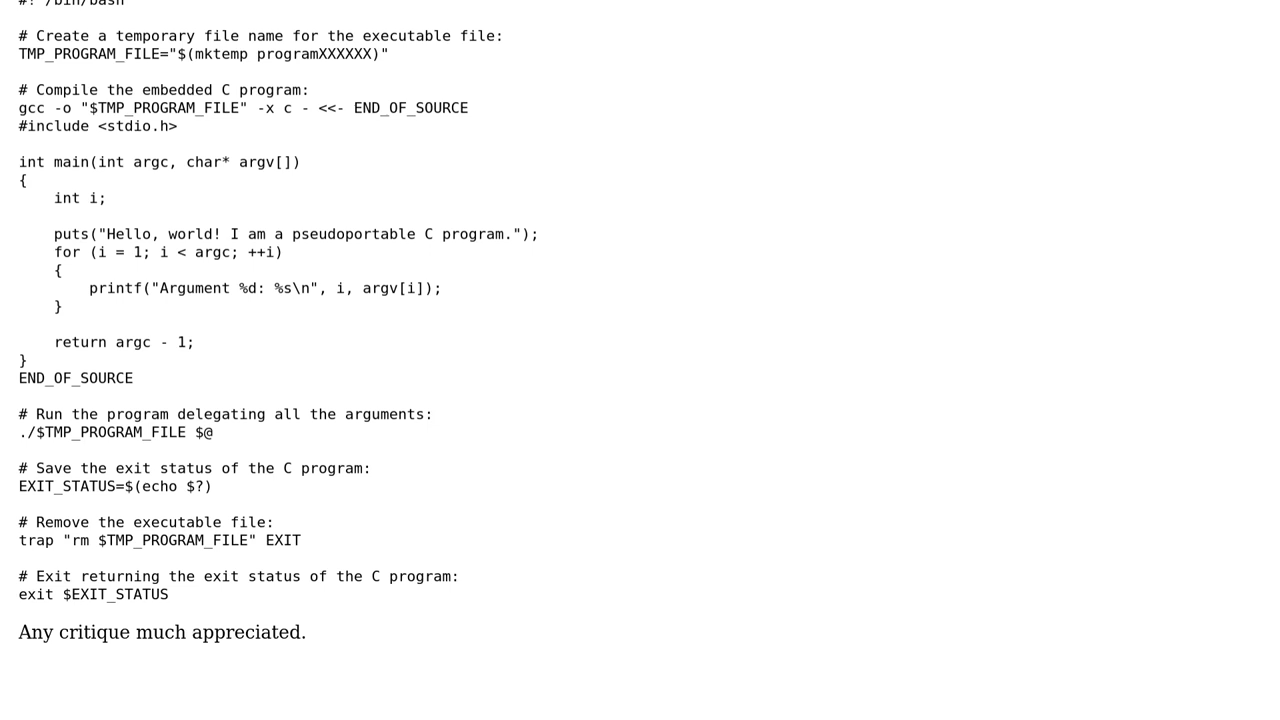 #! /bin/bash
# Create a temporary file name for the executable file:
TMP_PROGRAM_FILE="$(mktemp programXXXXXX)"
# Compile the embedded C program:
gcc -o "$TMP_PROGRAM_FILE" -x c - <<- END_OF_SOURCE
#include <stdio.h>
int main(int argc, char* argv[])
{
    int i;
    puts("Hello, world! I am a pseudoportable C program.");
    for (i = 1; i < argc; ++i)
    {
        printf("Argument %d: %s\n", i, argv[i]);
    }
    return argc - 1;
}
END_OF_SOURCE
# Run the program delegating all the arguments:
./$TMP_PROGRAM_FILE $@
# Save the exit status of the C program:
EXIT_STATUS=$(echo $?)
# Remove the executable file:
trap "rm $TMP_PROGRAM_FILE" EXIT
# Exit returning the exit status of the C program:
exit $EXIT_STATUS
Any critique much appreciated.